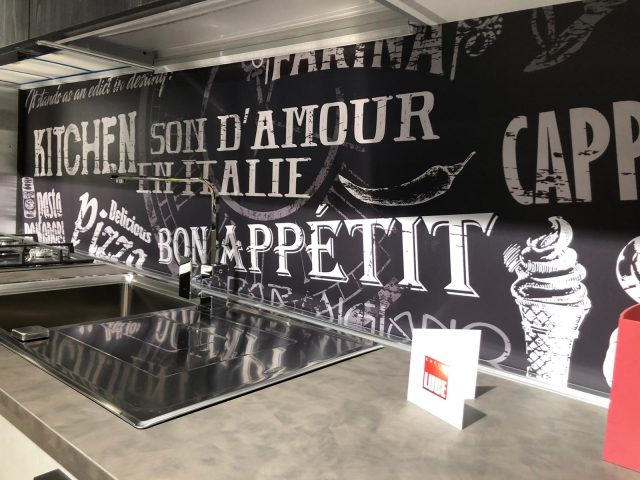 FARINA
It stands as an edict in destiny.
KITCHEN
SON D'AMOUR
EN ITALIE
CAPP
Pasta
Delicious
Pizza
BON APPÉTIT
LUBE